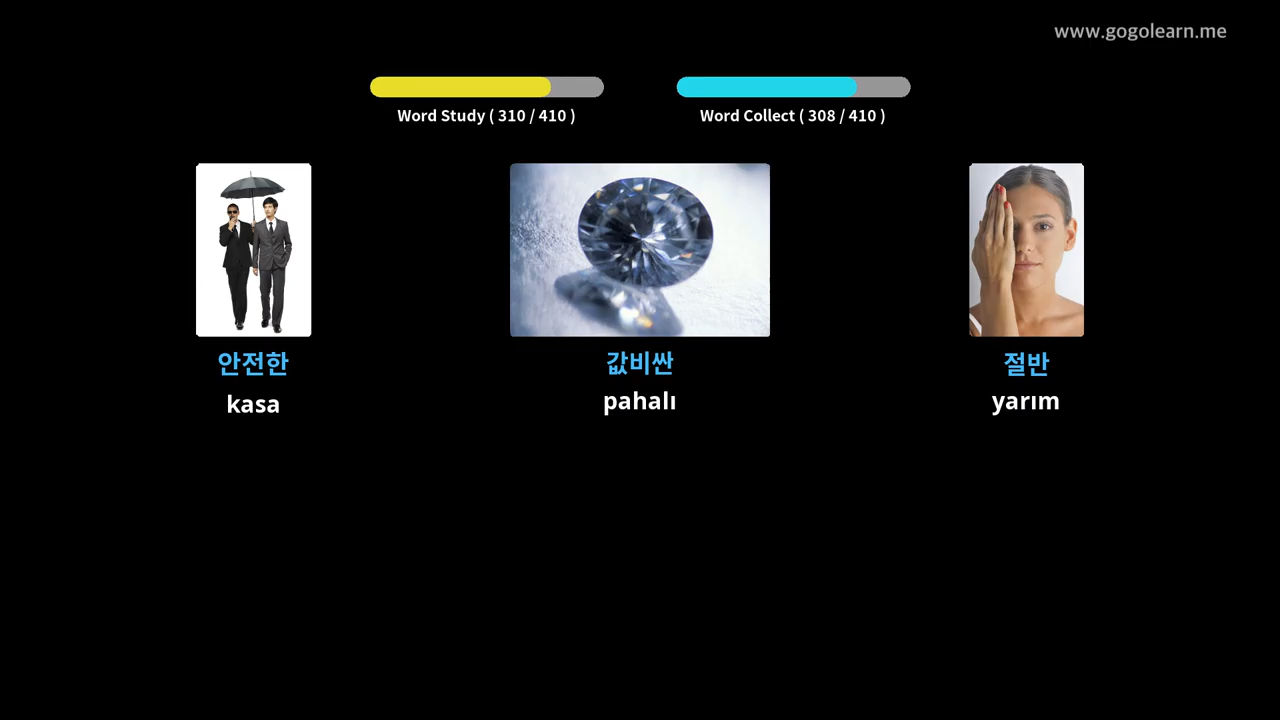 www.gogolearn.me
Word Study ( 310 / 410 )
Word Collect ( 308 / 410 )
안전한
값비싼
절반
kasa
pahalı
yarım